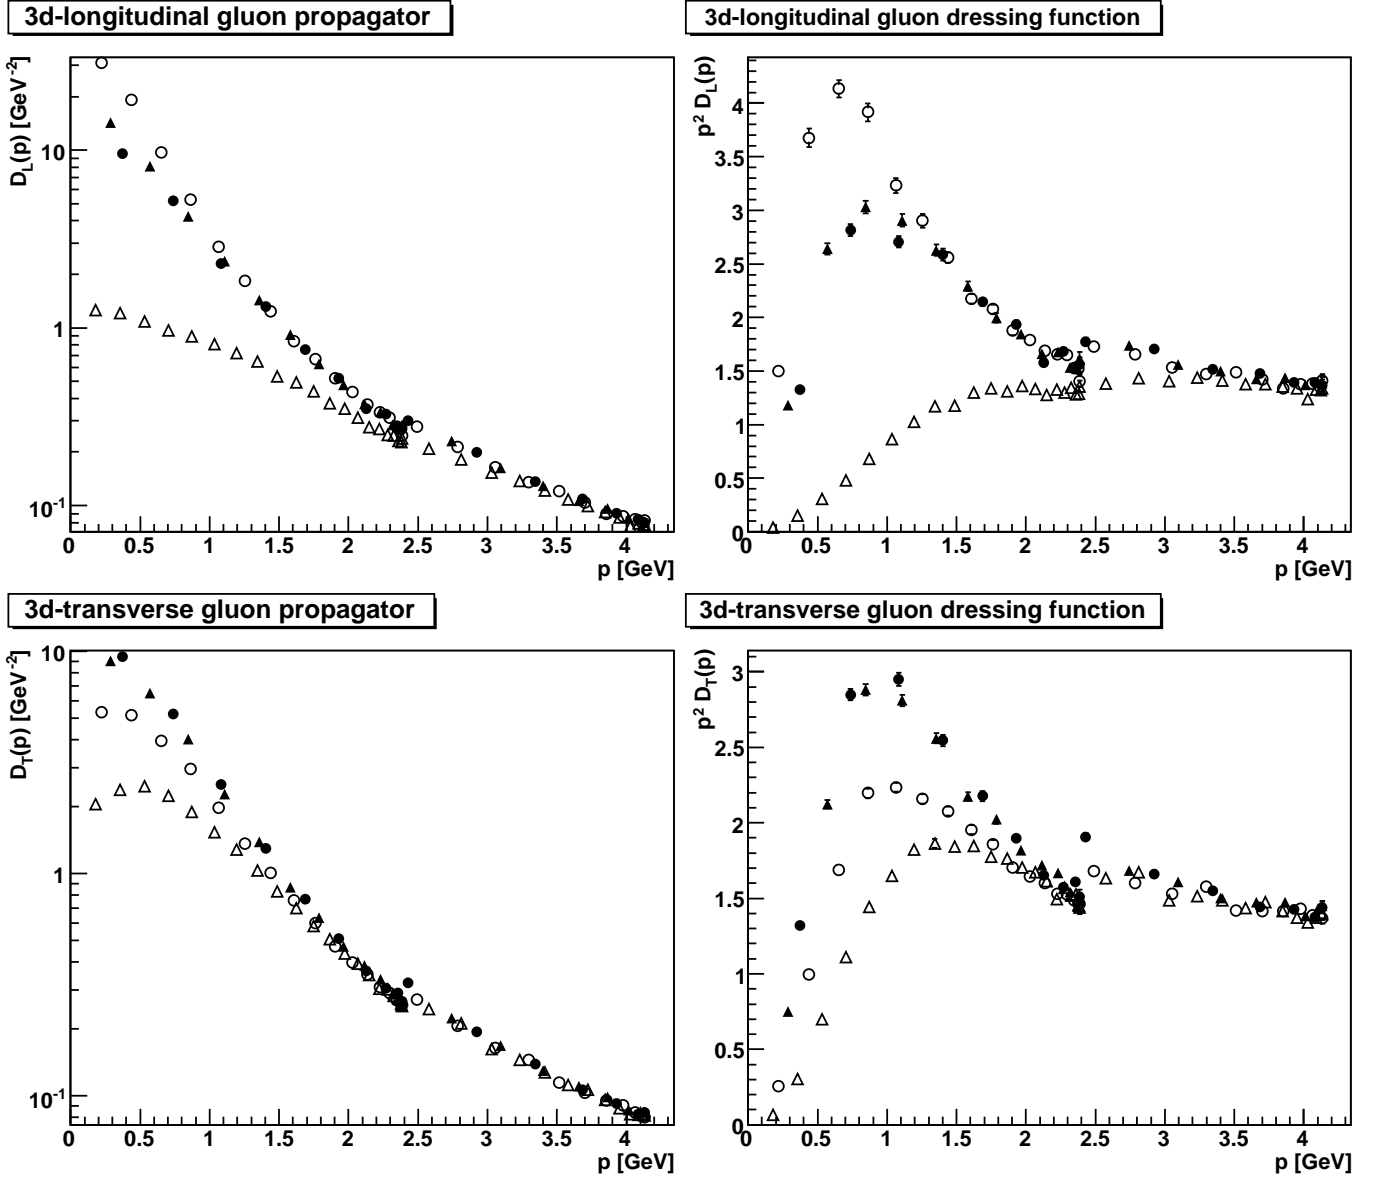 3d-longitudinal gluon propagator
D_L(p) [GeV^-2]
10
1
10^-1
0 0.5 1 1.5 2 2.5 3 3.5 4
p [GeV]
3d-longitudinal gluon dressing function
p^2 D_L(p)
4
3.5
3
2.5
2
1.5
1
0.5
0
0 0.5 1 1.5 2 2.5 3 3.5 4
p [GeV]
3d-transverse gluon propagator
D_T(p) [GeV^-2]
10
1
10^-1
0 0.5 1 1.5 2 2.5 3 3.5 4
p [GeV]
3d-transverse gluon dressing function
p^2 D_T(p)
3
2.5
2
1.5
1
0.5
0
0 0.5 1 1.5 2 2.5 3 3.5 4
p [GeV]